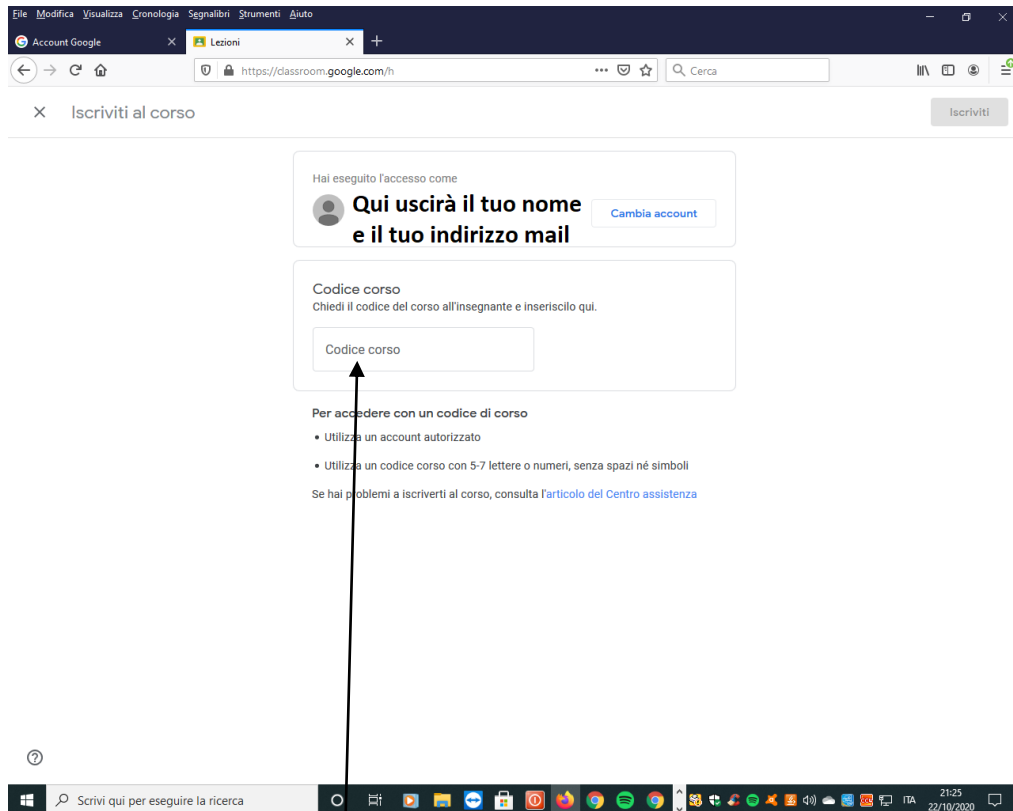 File Modifica Visualizza Cronologia Segnalibri Strumenti Aiuto
Account Google
Lezioni
https://classroom.google.com/h
Cerca
Iscriviti al corso
Iscriviti
Hai eseguito l'accesso come
Qui uscirà il tuo nome
e il tuo indirizzo mail
Cambia account
Codice corso
Chiedi il codice del corso all'insegnante e inseriscilo qui.
Codice corso
Per accedere con un codice di corso
• Utilizza un account autorizzato
• Utilizza un codice corso con 5-7 lettere o numeri, senza spazi né simboli
Se hai problemi a iscriverti al corso, consulta l'articolo del Centro assistenza
Scrivi qui per eseguire la ricerca
ITA
21:25
22/10/2020